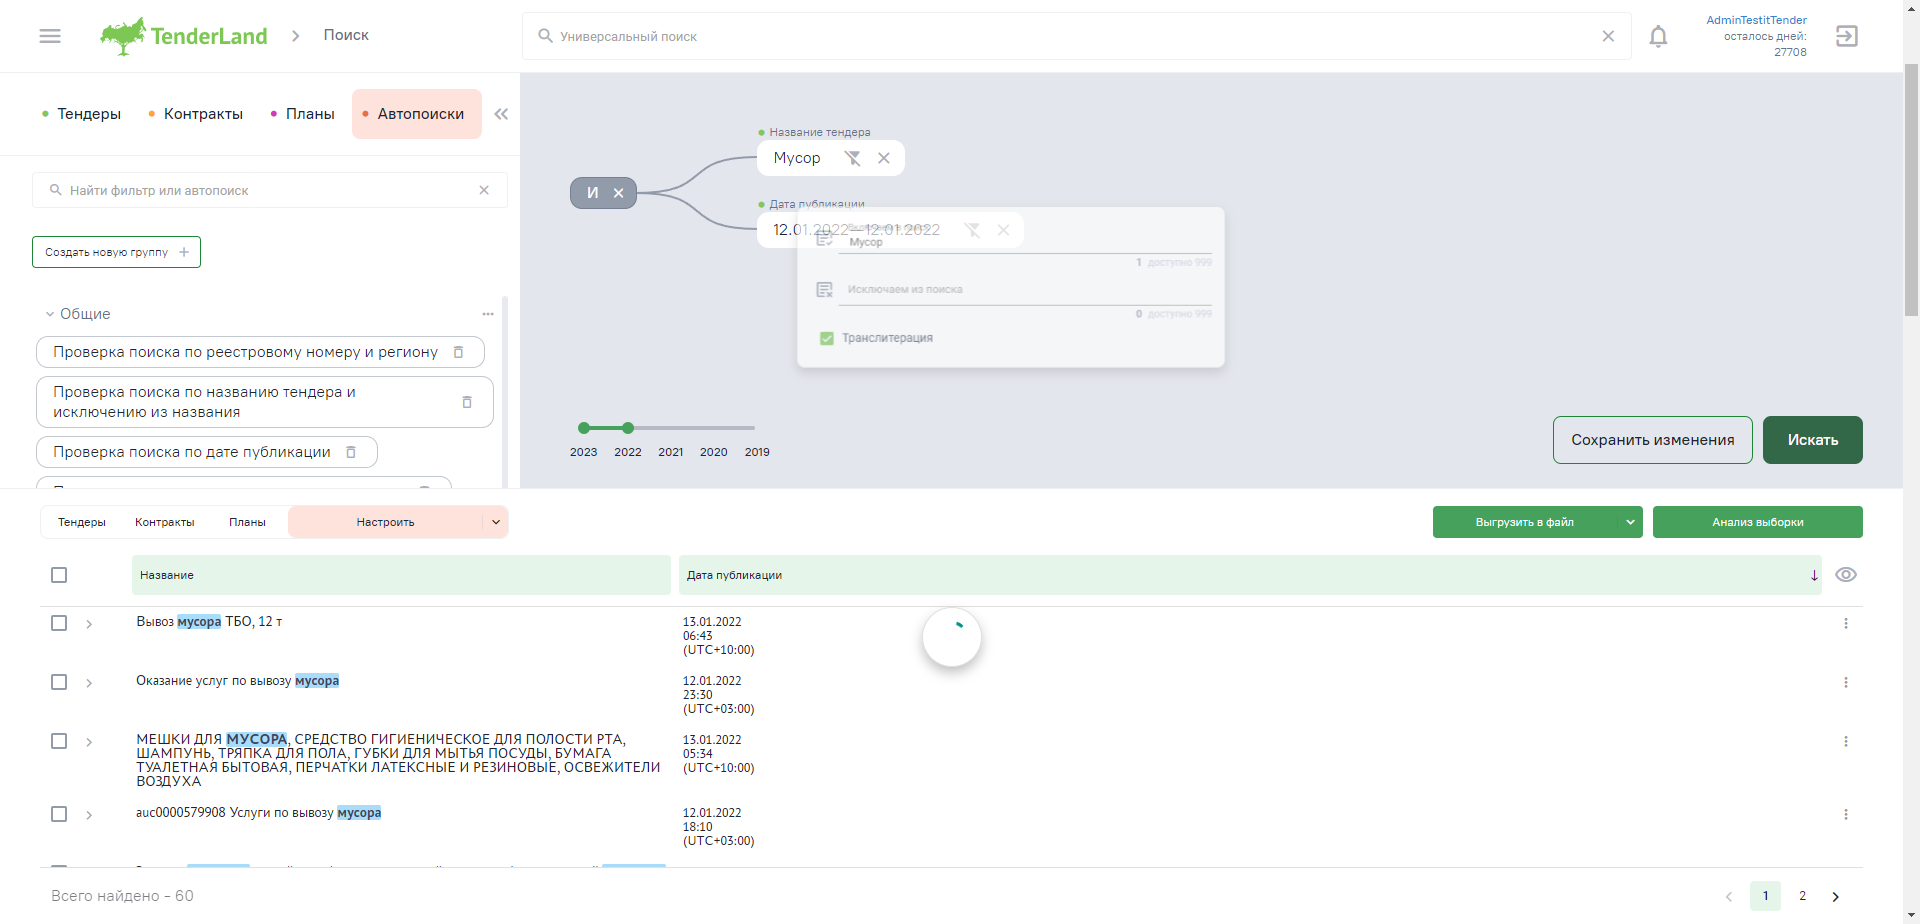 TenderLand
Поиск
Универсальный поиск
AdminTestitTender
осталось дней:
27708
Тендеры
Контракты
Планы
Автопоиски
Найти фильтр или автопоиск
Создать новую группу
Общие
Проверка поиска по реестровому номеру и региону
Проверка поиска по названию тендера и
исключению из названия
Проверка поиска по дате публикации
Название тендера
Мусор
И
Дата публикации
12.01.2022—12.01.2022
Мусор
1 доступно 999
Исключаем из поиска
0 доступно 999
Транслитерация
2023 2022 2021 2020 2019
Сохранить изменения
Искать
Тендеры
Контракты
Планы
Настроить
Выгрузить в файл
Анализ выборки
Название
Дата публикации
Вывоз мусора ТБО, 12 т
13.01.2022
06:43
(UTC+10:00)
Оказание услуг по вывозу мусора
12.01.2022
23:30
(UTC+03:00)
МЕШКИ ДЛЯ МУСОРА, СРЕДСТВО ГИГИЕНИЧЕСКОЕ ДЛЯ ПОЛОСТИ РТА,
ШАМПУНЬ, ТРЯПКА ДЛЯ ПОЛА, ГУБКИ ДЛЯ МЫТЬЯ ПОСУДЫ, БУМАГА
ТУАЛЕТНАЯ БЫТОВАЯ, ПЕРЧАТКИ ЛАТЕКСНЫЕ И РЕЗИНОВЫЕ, ОСВЕЖИТЕЛИ
ВОЗДУХА
13.01.2022
05:34
(UTC+10:00)
auc0000579908 Услуги по вывозу мусора
12.01.2022
18:10
(UTC+03:00)
Всего найдено - 60
1
2